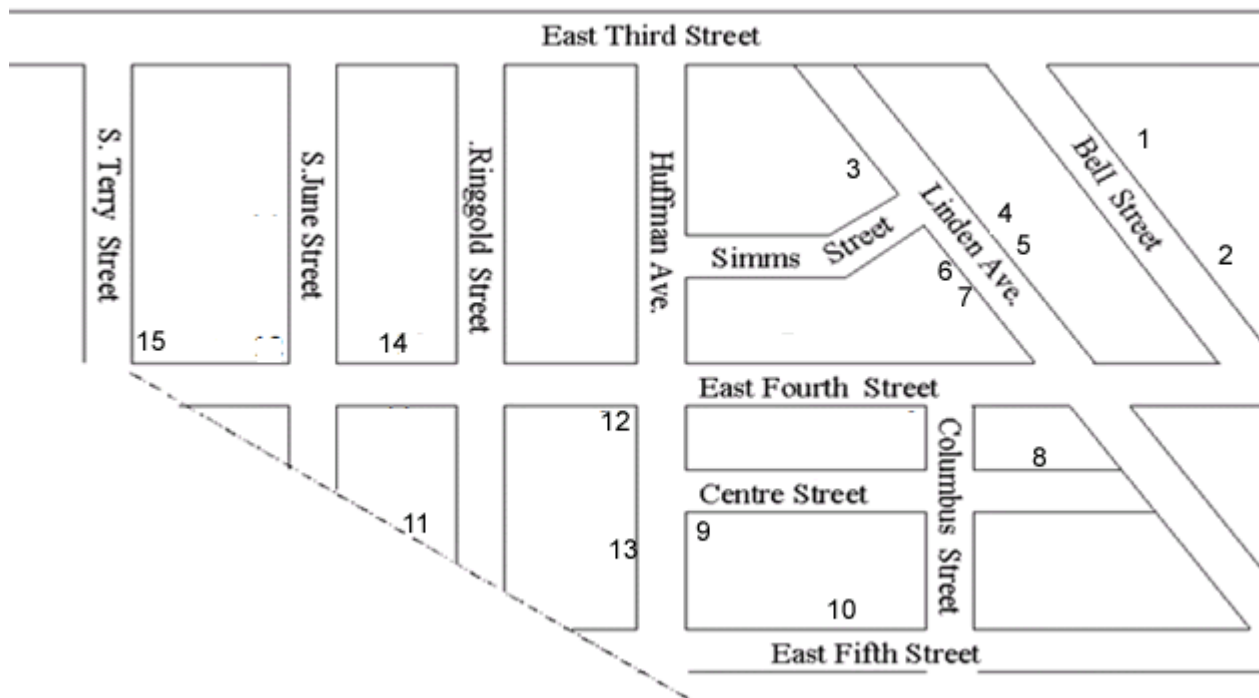 East Third Street
S. Terry Street
S.June Street
.Ringgold Street
Huffman Ave.
Simms Street
Linden Ave.
Bell Street
1
2
3
4
5
6
7
15
14
East Fourth Street
12
8
Columbus Street
Centre Street
11
9
13
10
East Fifth Street